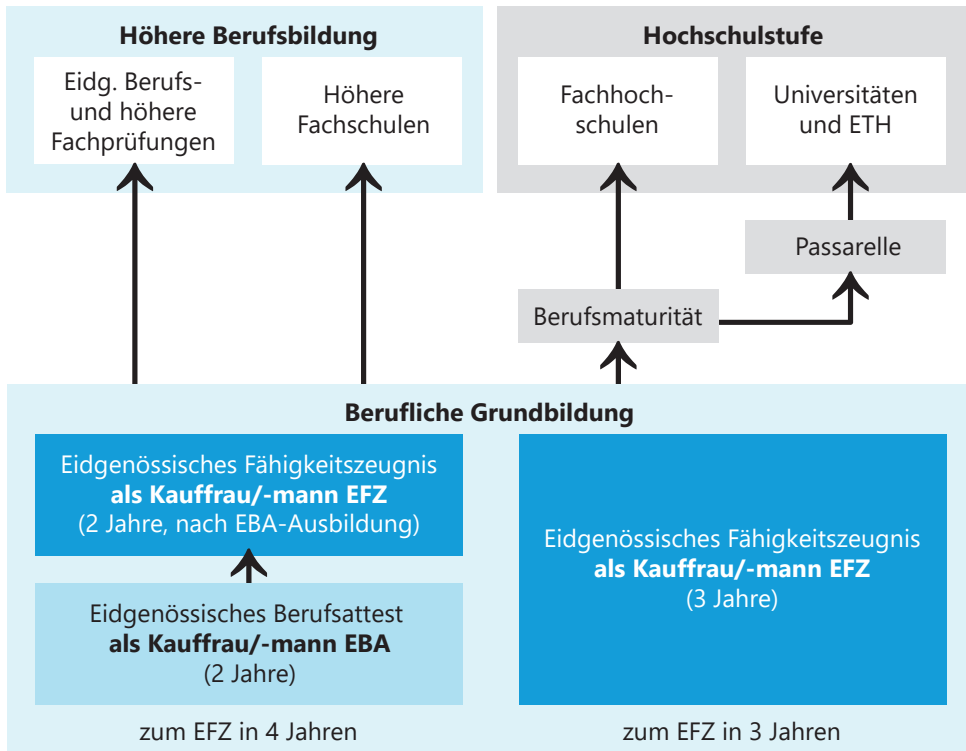 Höhere Berufsbildung
Eidg. Berufs-
und höhere
Fachprüfungen
Höhere
Fachschulen
Hochschulstufe
Fachhoch-
schulen
Universitäten
und ETH
Passarelle
Berufsmaturität
Berufliche Grundbildung
Eidgenössisches Fähigkeitszeugnis
als Kauffrau/-mann EFZ
(2 Jahre, nach EBA-Ausbildung)
Eidgenössisches Berufsattest
als Kauffrau/-mann EBA
(2 Jahre)
zum EFZ in 4 Jahren
Eidgenössisches Fähigkeitszeugnis
als Kauffrau/-mann EFZ
(3 Jahre)
zum EFZ in 3 Jahren